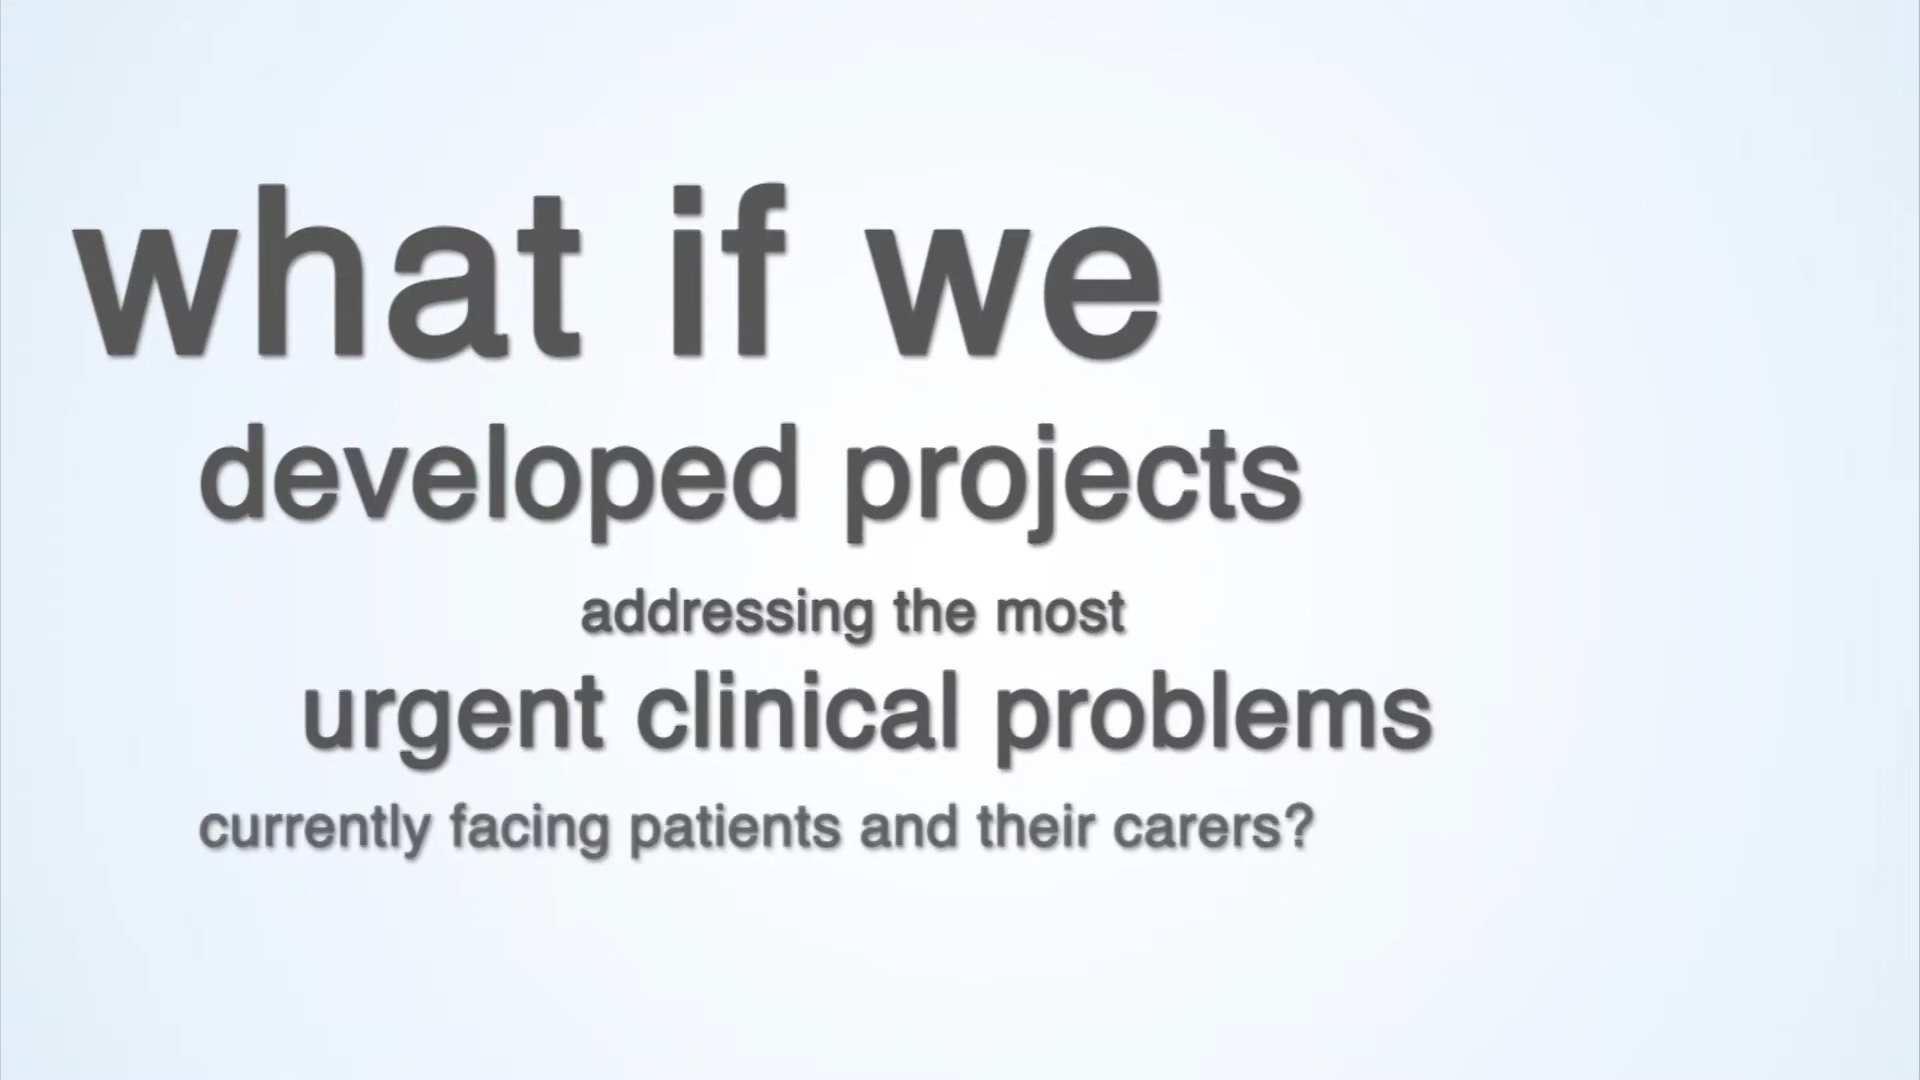 what if we
developed projects
addressing the most
urgent clinical problems
currently facing patients and their carers?